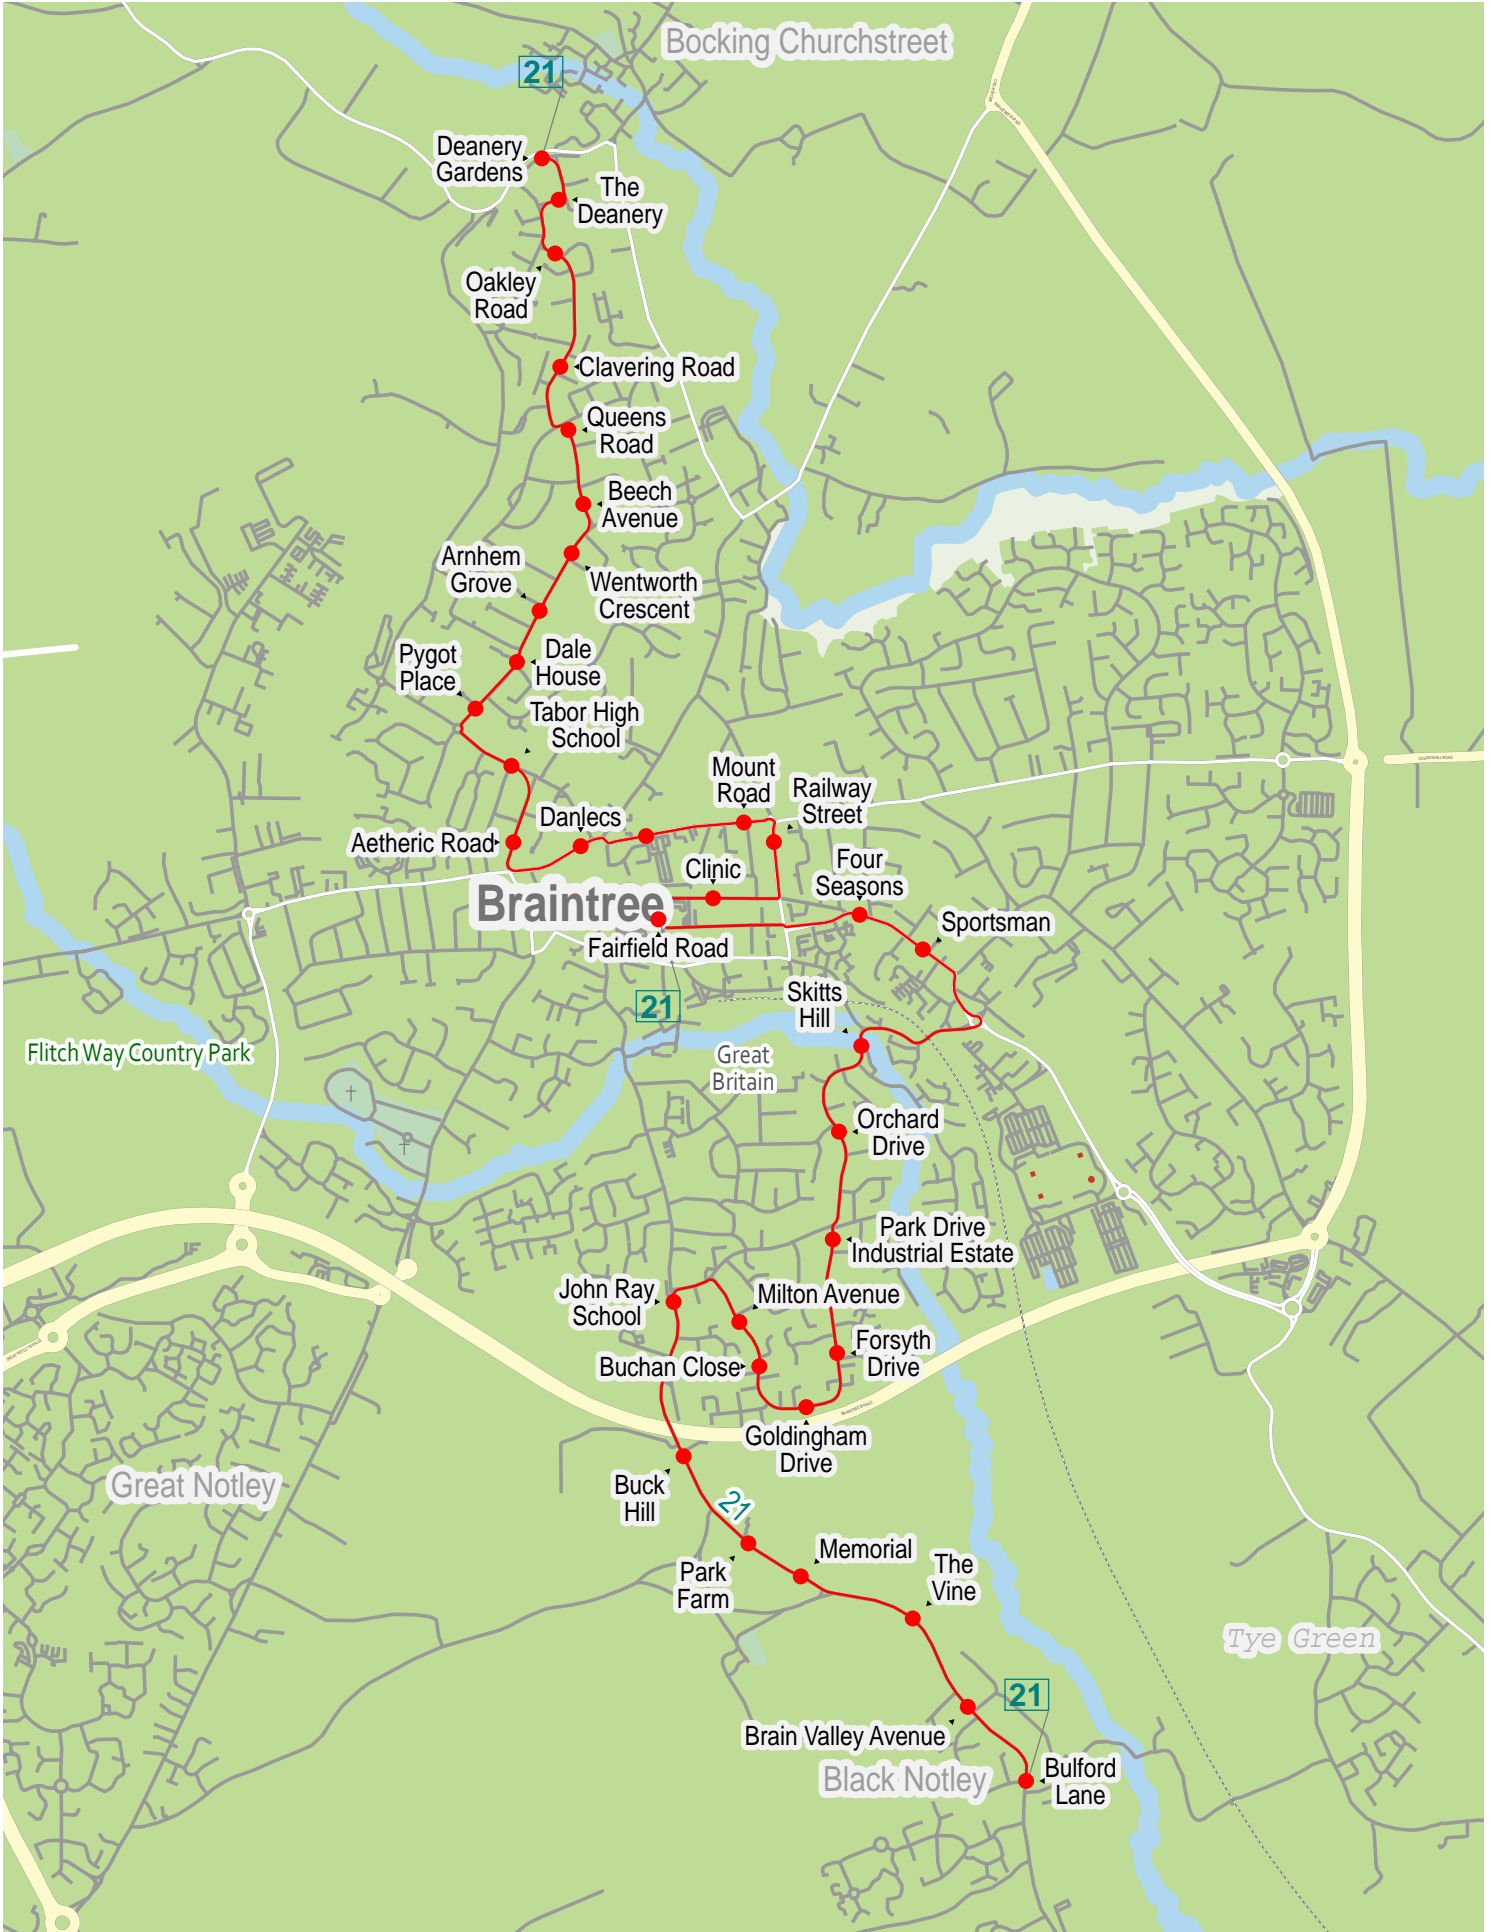 Bocking Churchstreet
21
Deanery
Gardens
The
Deanery
Oakley
Road
Clavering Road
Queens
Road
Beech
Avenue
Arnhem
Grove
Wentworth
Crescent
Pygot
Place
Dale
House
Tabor High
School
Mount
Road
Railway
Street
Danlecs
Aetheric Road
Clinic
Four
Seasons
Braintree
Sportsman
Fairfield Road
21
Skitts
Hill
Flitch Way Country Park
Great
Britain
Orchard
Drive
Park Drive
Industrial Estate
John Ray
School
Milton Avenue
Forsyth
Drive
Buchan Close
Goldingham
Drive
Great Notley
Buck
Hill
21
Memorial
Park
Farm
The
Vine
Tye Green
21
Brain Valley Avenue
Black Notley
Bulford
Lane